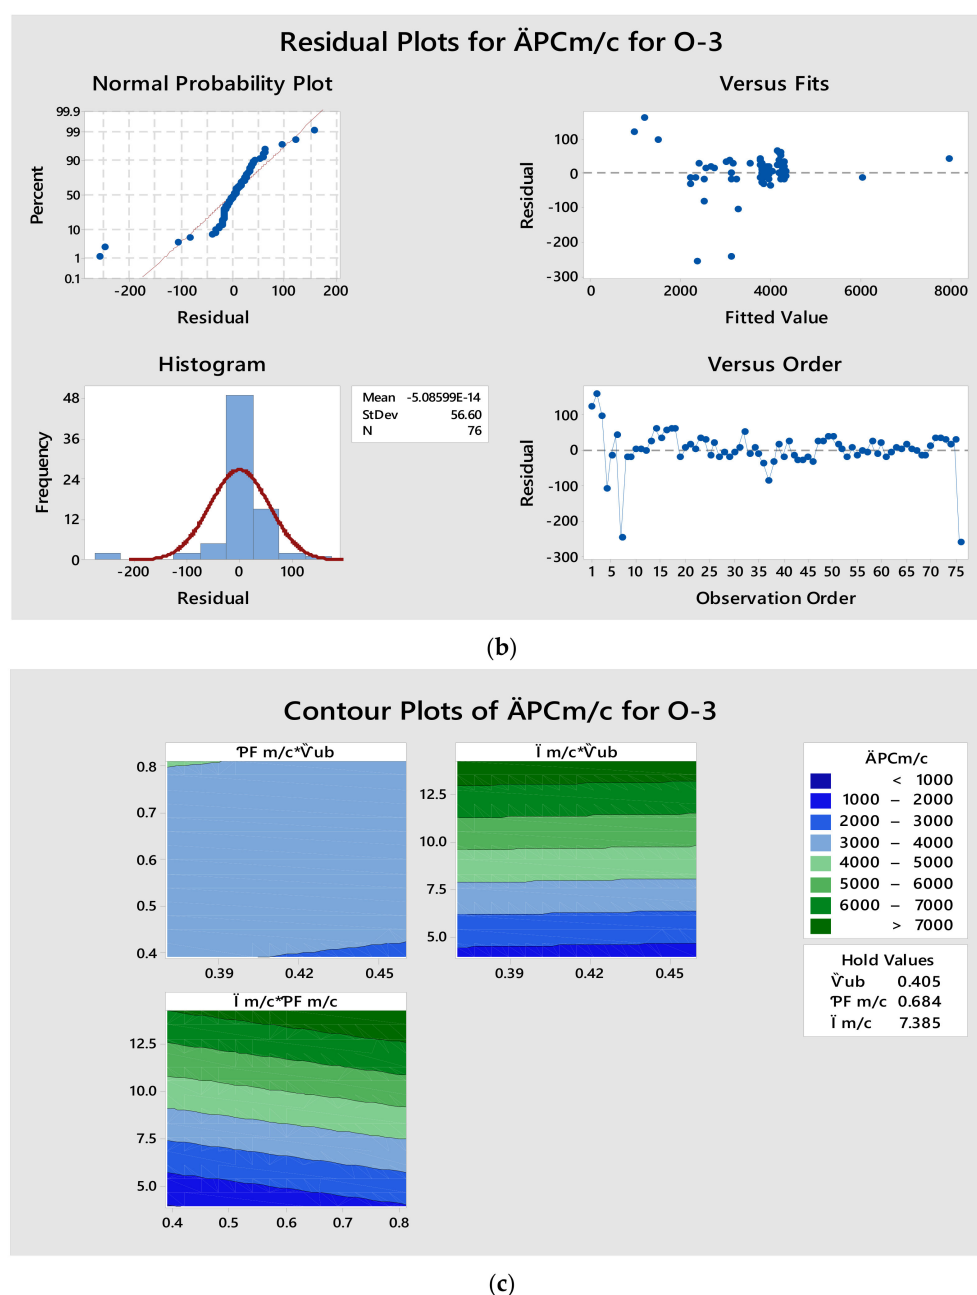 Residual Plots for ÄPCm/c for O-3
Normal Probability Plot
99.9
99
90
50
10
1
0.1
Percent
-200 -100 0 100 200
Residual
Versus Fits
100
0
-100
-200
-300
Residual
0 2000 4000 6000 8000
Fitted Value
Histogram
48
36
24
12
0
Frequency
-200 -100 0 100
Residual
Mean -5.08599E-14
StDev 56.60
N 76
Versus Order
100
0
-100
-200
-300
Residual
1 5 10 15 20 25 30 35 40 45 50 55 60 65 70 75
Observation Order
(b)
Contour Plots of ÄPCm/c for O-3
ƤF m/c*Ѷub
0.8
0.7
0.6
0.5
0.4
0.39 0.42 0.45
Ï m/c*Ѷub
12.5
10.0
7.5
5.0
0.39 0.42 0.45
Ï m/c*ƤF m/c
12.5
10.0
7.5
5.0
0.4 0.5 0.6 0.7 0.8
ÄPCm/c
< 1000
1000 – 2000
2000 – 3000
3000 – 4000
4000 – 5000
5000 – 6000
6000 – 7000
> 7000
Hold Values
Ѷub 0.405
ƤF m/c 0.684
Ï m/c 7.385
(c)